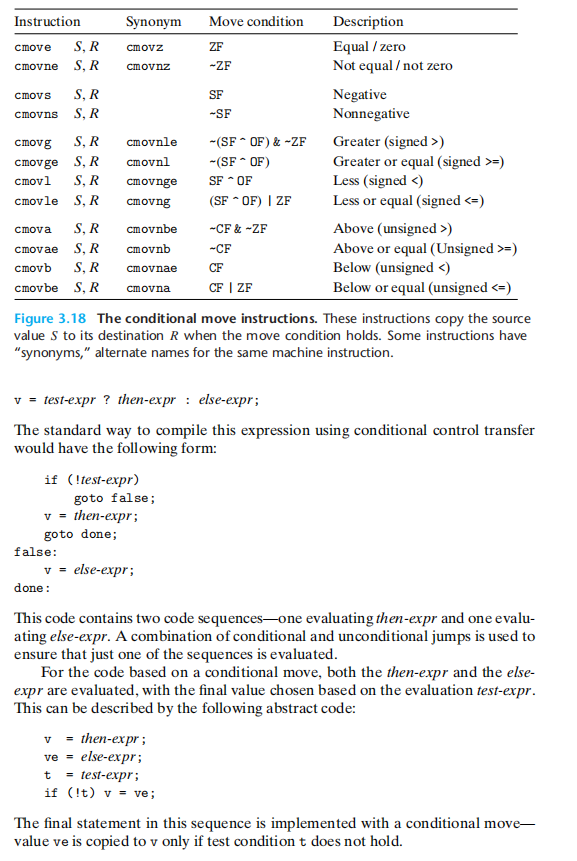 Instruction Synonym Move condition Description
cmove S, R cmovz ZF Equal / zero
cmovne S, R cmovnz ~ZF Not equal / not zero
cmovs S, R SF Negative
cmovns S, R ~SF Nonnegative
cmovg S, R cmovnle ~(SF ^ OF) & ~ZF Greater (signed >)
cmovge S, R cmovnl ~(SF ^ OF) Greater or equal (signed >=)
cmovl S, R cmovnge SF ^ OF Less (signed <)
cmovle S, R cmovng (SF ^ OF) | ZF Less or equal (signed <=)
cmova S, R cmovnbe ~CF & ~ZF Above (unsigned >)
cmovae S, R cmovnb ~CF Above or equal (Unsigned >=)
cmovb S, R cmovnae CF Below (unsigned <)
cmovbe S, R cmovna CF | ZF Below or equal (unsigned <=)
Figure 3.18 The conditional move instructions. These instructions copy the source
value S to its destination R when the move condition holds. Some instructions have
“synonyms,” alternate names for the same machine instruction.
v = test-expr ? then-expr : else-expr;
The standard way to compile this expression using conditional control transfer
would have the following form:
if (!test-expr)
goto false;
v = then-expr;
goto done;
false:
v = else-expr;
done:
This code contains two code sequences—one evaluating then-expr and one evalu-
ating else-expr. A combination of conditional and unconditional jumps is used to
ensure that just one of the sequences is evaluated.
For the code based on a conditional move, both the then-expr and the else-
expr are evaluated, with the final value chosen based on the evaluation test-expr.
This can be described by the following abstract code:
v = then-expr;
ve = else-expr;
t = test-expr;
if (!t) v = ve;
The final statement in this sequence is implemented with a conditional move—
value ve is copied to v only if test condition t does not hold.